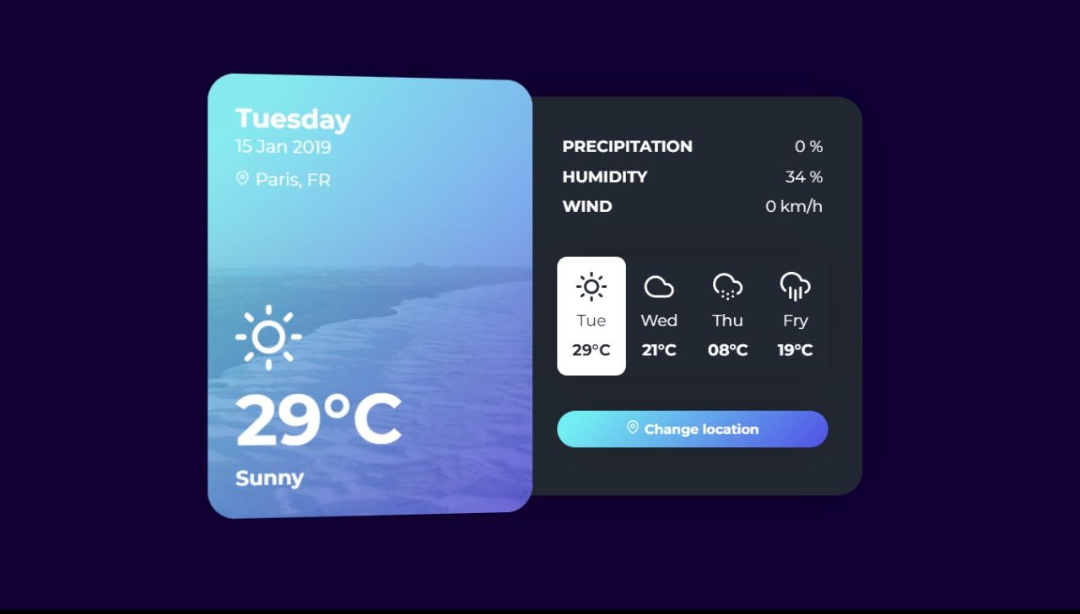 Tuesday
15 Jan 2019
Paris, FR
29°C
Sunny
PRECIPITATION 0 %
HUMIDITY 34 %
WIND 0 km/h
Tue Wed Thu Fry
29°C 21°C 08°C 19°C
Change location